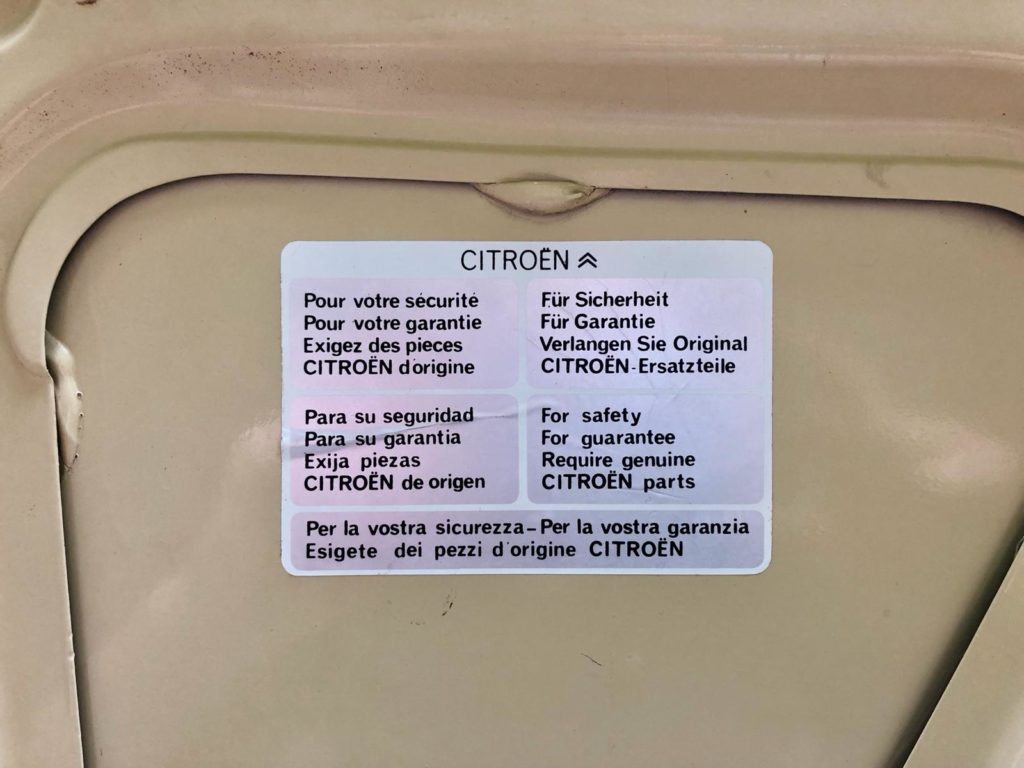 CITROËN
Pour votre sécurité
Pour votre garantie
Exigez des pieces
CITROËN d'origine
Für Sicherheit
Für Garantie
Verlangen Sie Original
CITROËN-Ersatzteile
Para su seguridad
Para su garantia
Exija piezas
CITROËN de origen
For safety
For guarantee
Require genuine
CITROËN parts
Per la vostra sicurezza – Per la vostra garanzia
Esigete dei pezzi d'origine CITROËN